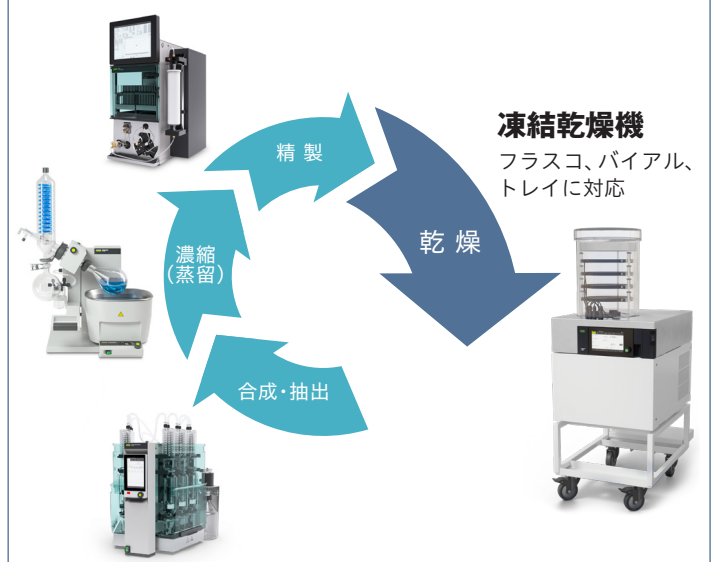 精製
凍結乾燥機
フラスコ、バイアル、
トレイに対応
乾燥
濃縮
(蒸留)
合成・抽出